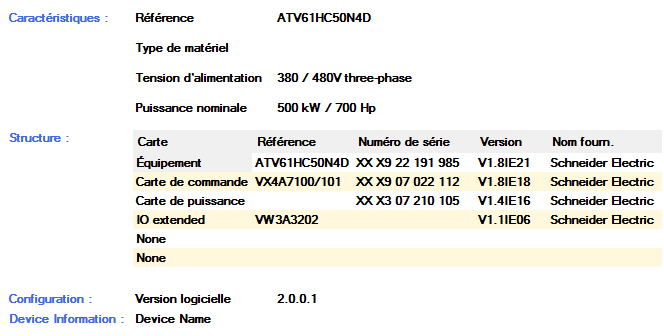 Caractéristiques : Référence ATV61HC50N4D
Type de matériel
Tension d'alimentation 380 / 480V three-phase
Puissance nominale 500 kW / 700 Hp
Structure :
Carte Référence Numéro de série Version Nom fourn.
Équipement ATV61HC50N4D XX X9 22 191 985 V1.8IE21 Schneider Electric
Carte de commande VX4A7100/101 XX X9 07 022 112 V1.8IE18 Schneider Electric
Carte de puissance XX X3 07 210 105 V1.4IE16 Schneider Electric
IO extended VW3A3202 V1.1IE06 Schneider Electric
None
None
Configuration : Version logicielle 2.0.0.1
Device Information : Device Name